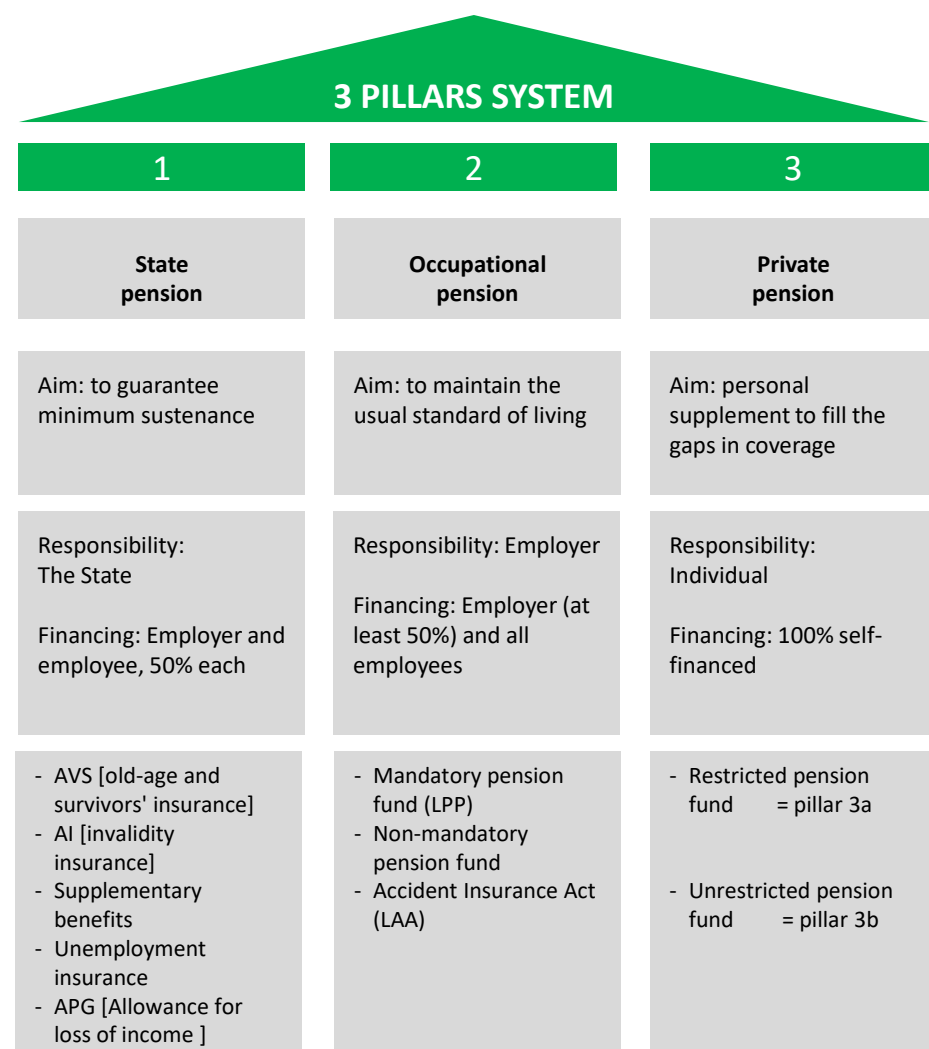 3 PILLARS SYSTEM
1
2
3
State
pension
Occupational
pension
Private
pension
Aim: to guarantee
minimum sustenance
Aim: to maintain the
usual standard of living
Aim: personal
supplement to fill the
gaps in coverage
Responsibility:
The State
Financing: Employer and
employee, 50% each
Responsibility: Employer
Financing: Employer (at
least 50%) and all
employees
Responsibility:
Individual
Financing: 100% self-
financed
- AVS [old-age and
survivors' insurance]
- AI [invalidity
insurance]
- Supplementary
benefits
- Unemployment
insurance
- APG [Allowance for
loss of income ]
- Mandatory pension
fund (LPP)
- Non-mandatory
pension fund
- Accident Insurance Act
(LAA)
- Restricted pension
fund = pillar 3a
- Unrestricted pension
fund = pillar 3b